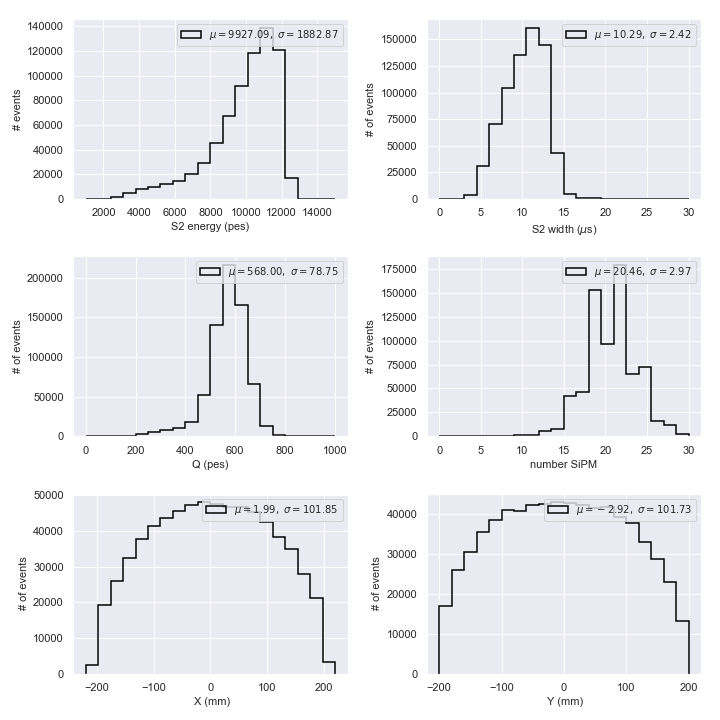 140000
120000
100000
80000
60000
40000
20000
0
# events
μ = 9927.09, σ = 1882.87
2000 4000 6000 8000 10000 12000 14000
S2 energy (pes)
150000
125000
100000
75000
50000
25000
0
# of events
μ = 10.29, σ = 2.42
0 5 10 15 20 25 30
S2 width (μs)
200000
150000
100000
50000
0
# of events
μ = 568.00, σ = 78.75
0 200 400 600 800 1000
Q (pes)
175000
150000
125000
100000
75000
50000
25000
0
# of events
μ = 20.46, σ = 2.97
0 5 10 15 20 25 30
number SiPM
50000
40000
30000
20000
10000
0
# of events
μ = 1.99, σ = 101.85
−200 −100 0 100 200
X (mm)
40000
30000
20000
10000
0
# of events
μ = −2.92, σ = 101.73
−200 −100 0 100 200
Y (mm)